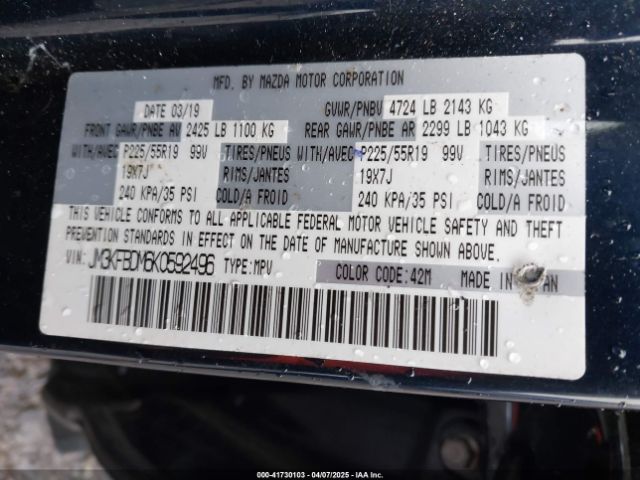 MFD. BY MAZDA MOTOR CORPORATION
DATE 03/19 GVWR/PNBV 4724 LB 2143 KG
FRONT GAWR/PNBE AV 2425 LB 1100 KG REAR GAWR/PNBE AR 2299 LB 1043 KG
WITH/AVEC P225/55R19 99V TIRES/PNEUS WITH/AVEC P225/55R19 99V TIRES/PNEUS
19X7J RIMS/JANTES 19X7J RIMS/JANTES
240 KPA/35 PSI COLD/A FROID 240 KPA/35 PSI COLD/A FROID
THIS VEHICLE CONFORMS TO ALL APPLICABLE FEDERAL MOTOR VEHICLE SAFETY AND THEFT
PREVENTION STANDARDS IN EFFECT ON THE DATE OF MANUFACTURE SHOWN ABOVE.
VIN: JM3KFBDM6K0592496 TYPE: MPV COLOR CODE: 42M MADE IN
000-41730103 - 04/07/2025 - IAAI.com